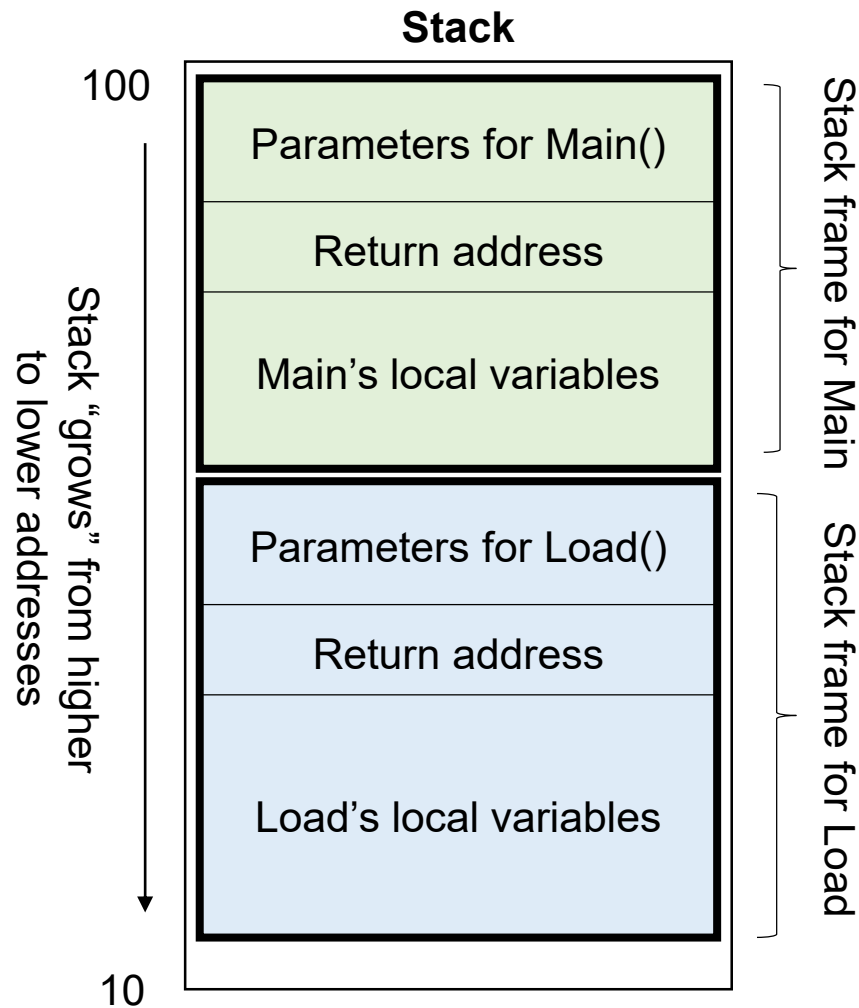 Stack
100
Parameters for Main()
Return address
Main’s local variables
Stack frame for Main
Stack “grows” from higher
to lower addresses
Parameters for Load()
Return address
Load’s local variables
Stack frame for Load
10